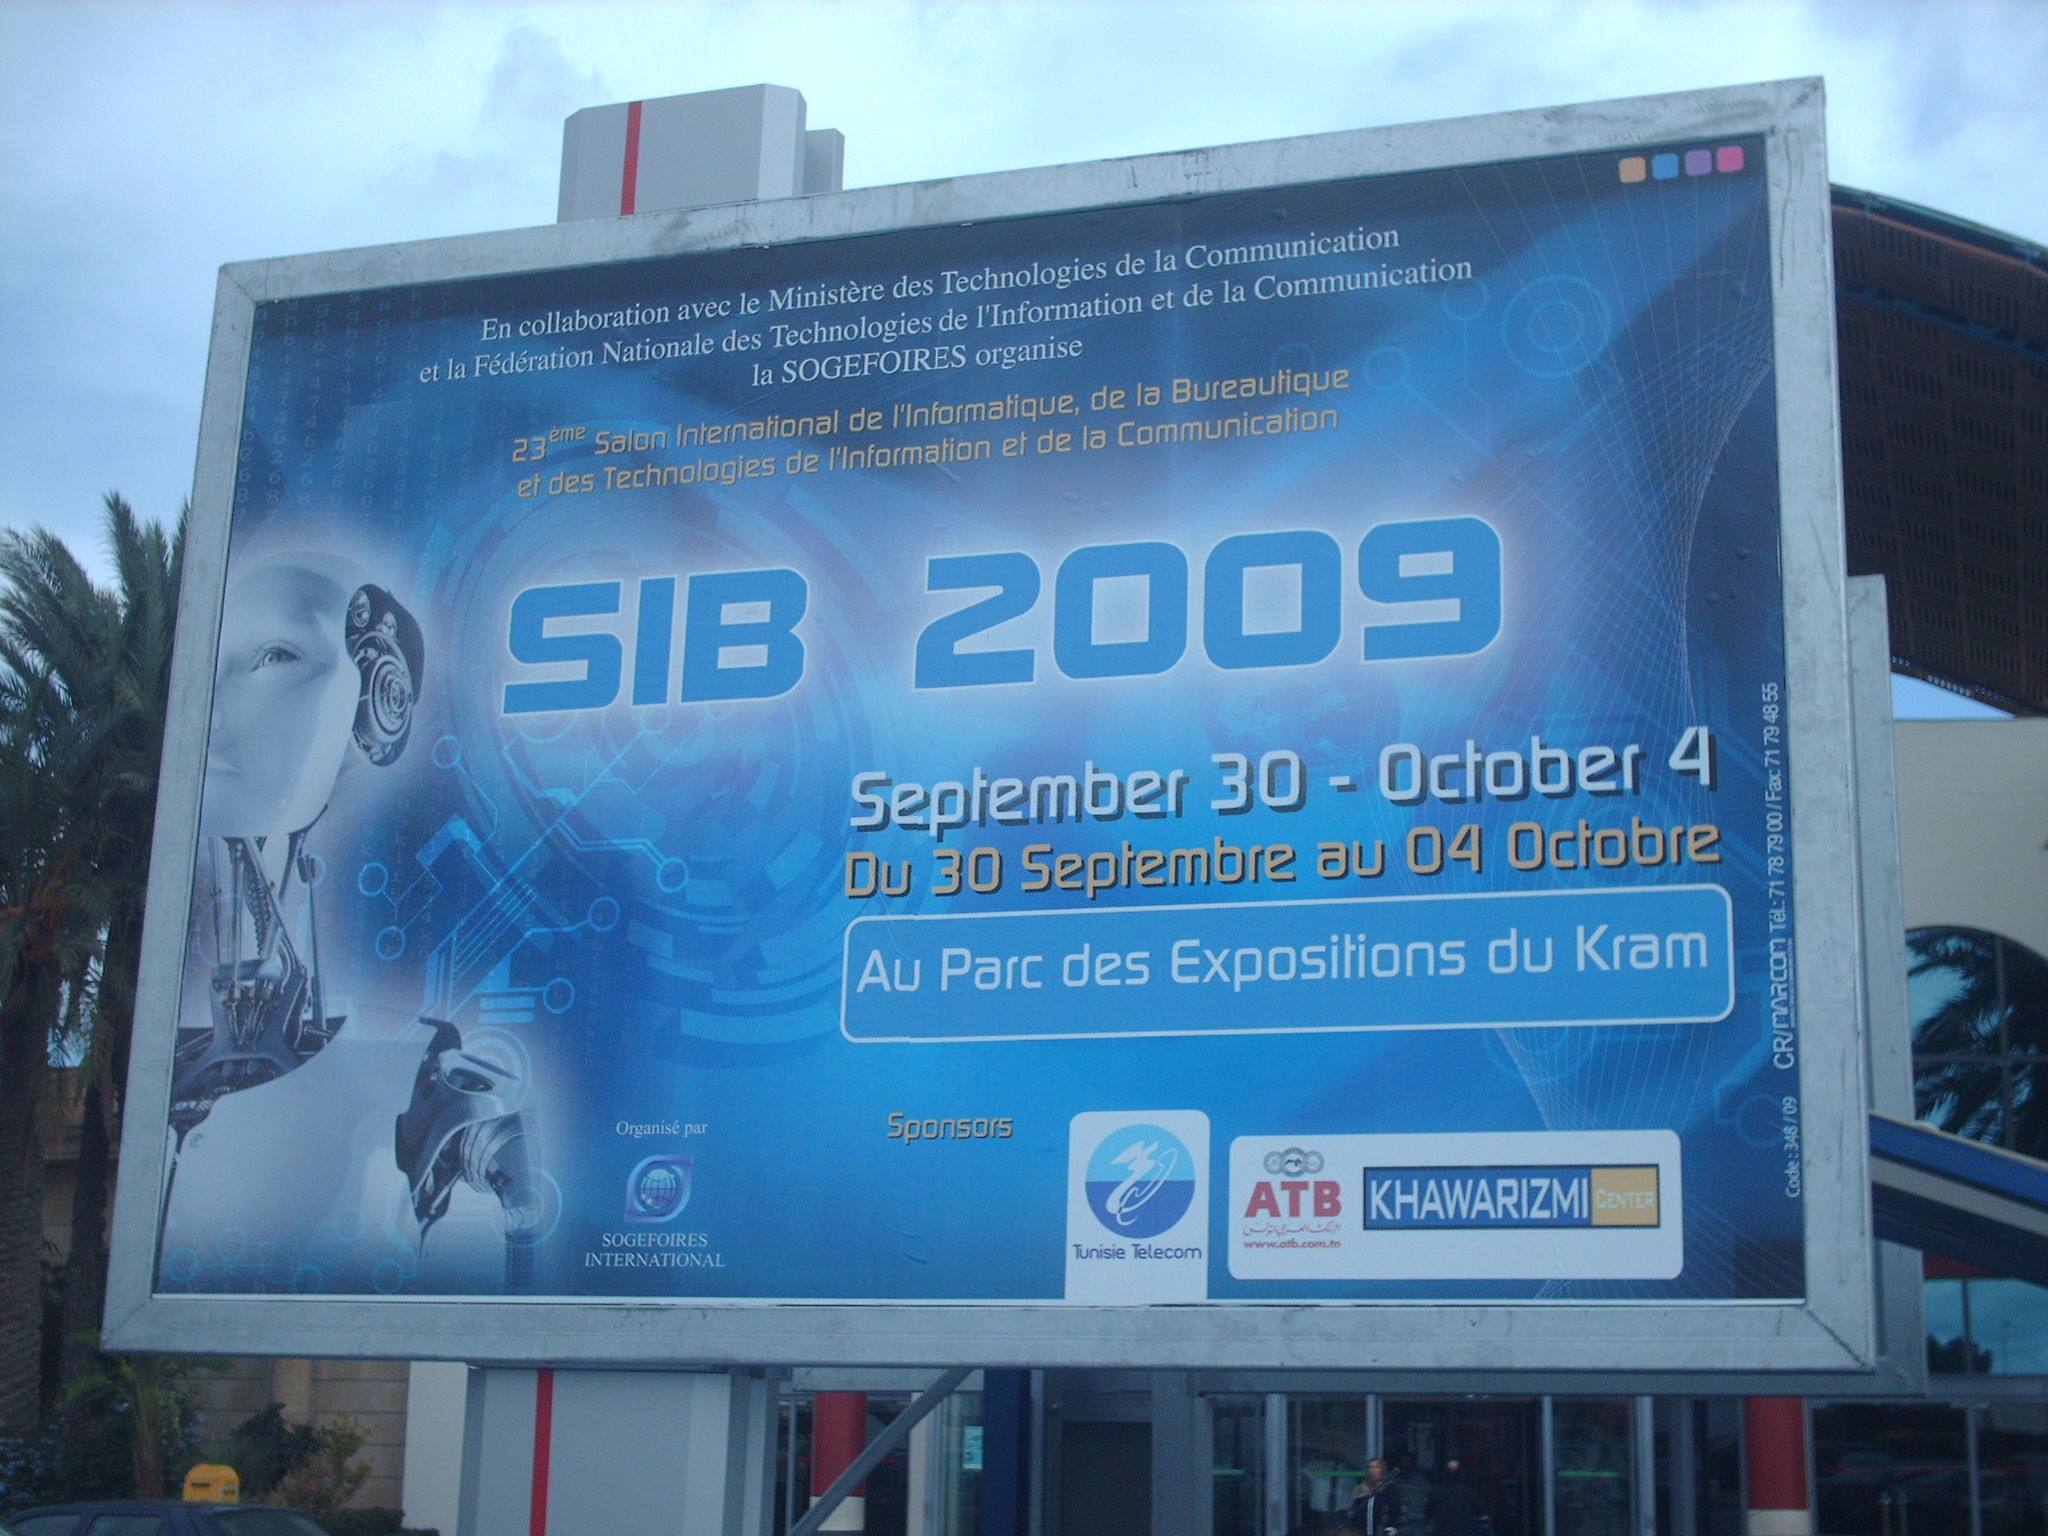 En collaboration avec le Ministère des Technologies de la Communication
et la Fédération Nationale des Technologies de l'Information et de la Communication
la SOGEFOIRES organise
23ème Salon International de l'Informatique, de la Bureautique
et des Technologies de l'Information et de la Communication
SIB 2009
September 30 - October 4
Du 30 Septembre au 04 Octobre
Au Parc des Expositions du Kram
Organisé par
SOGEFOIRES
INTERNATIONAL
Sponsors
Tunisie Telecom
ATB
www.atb.com.tn
KHAWARIZMI CENTER
Code : 348 / 09
CR/MARCOM Tél.: 71 78 79 00 / Fax: 71 79 48 55